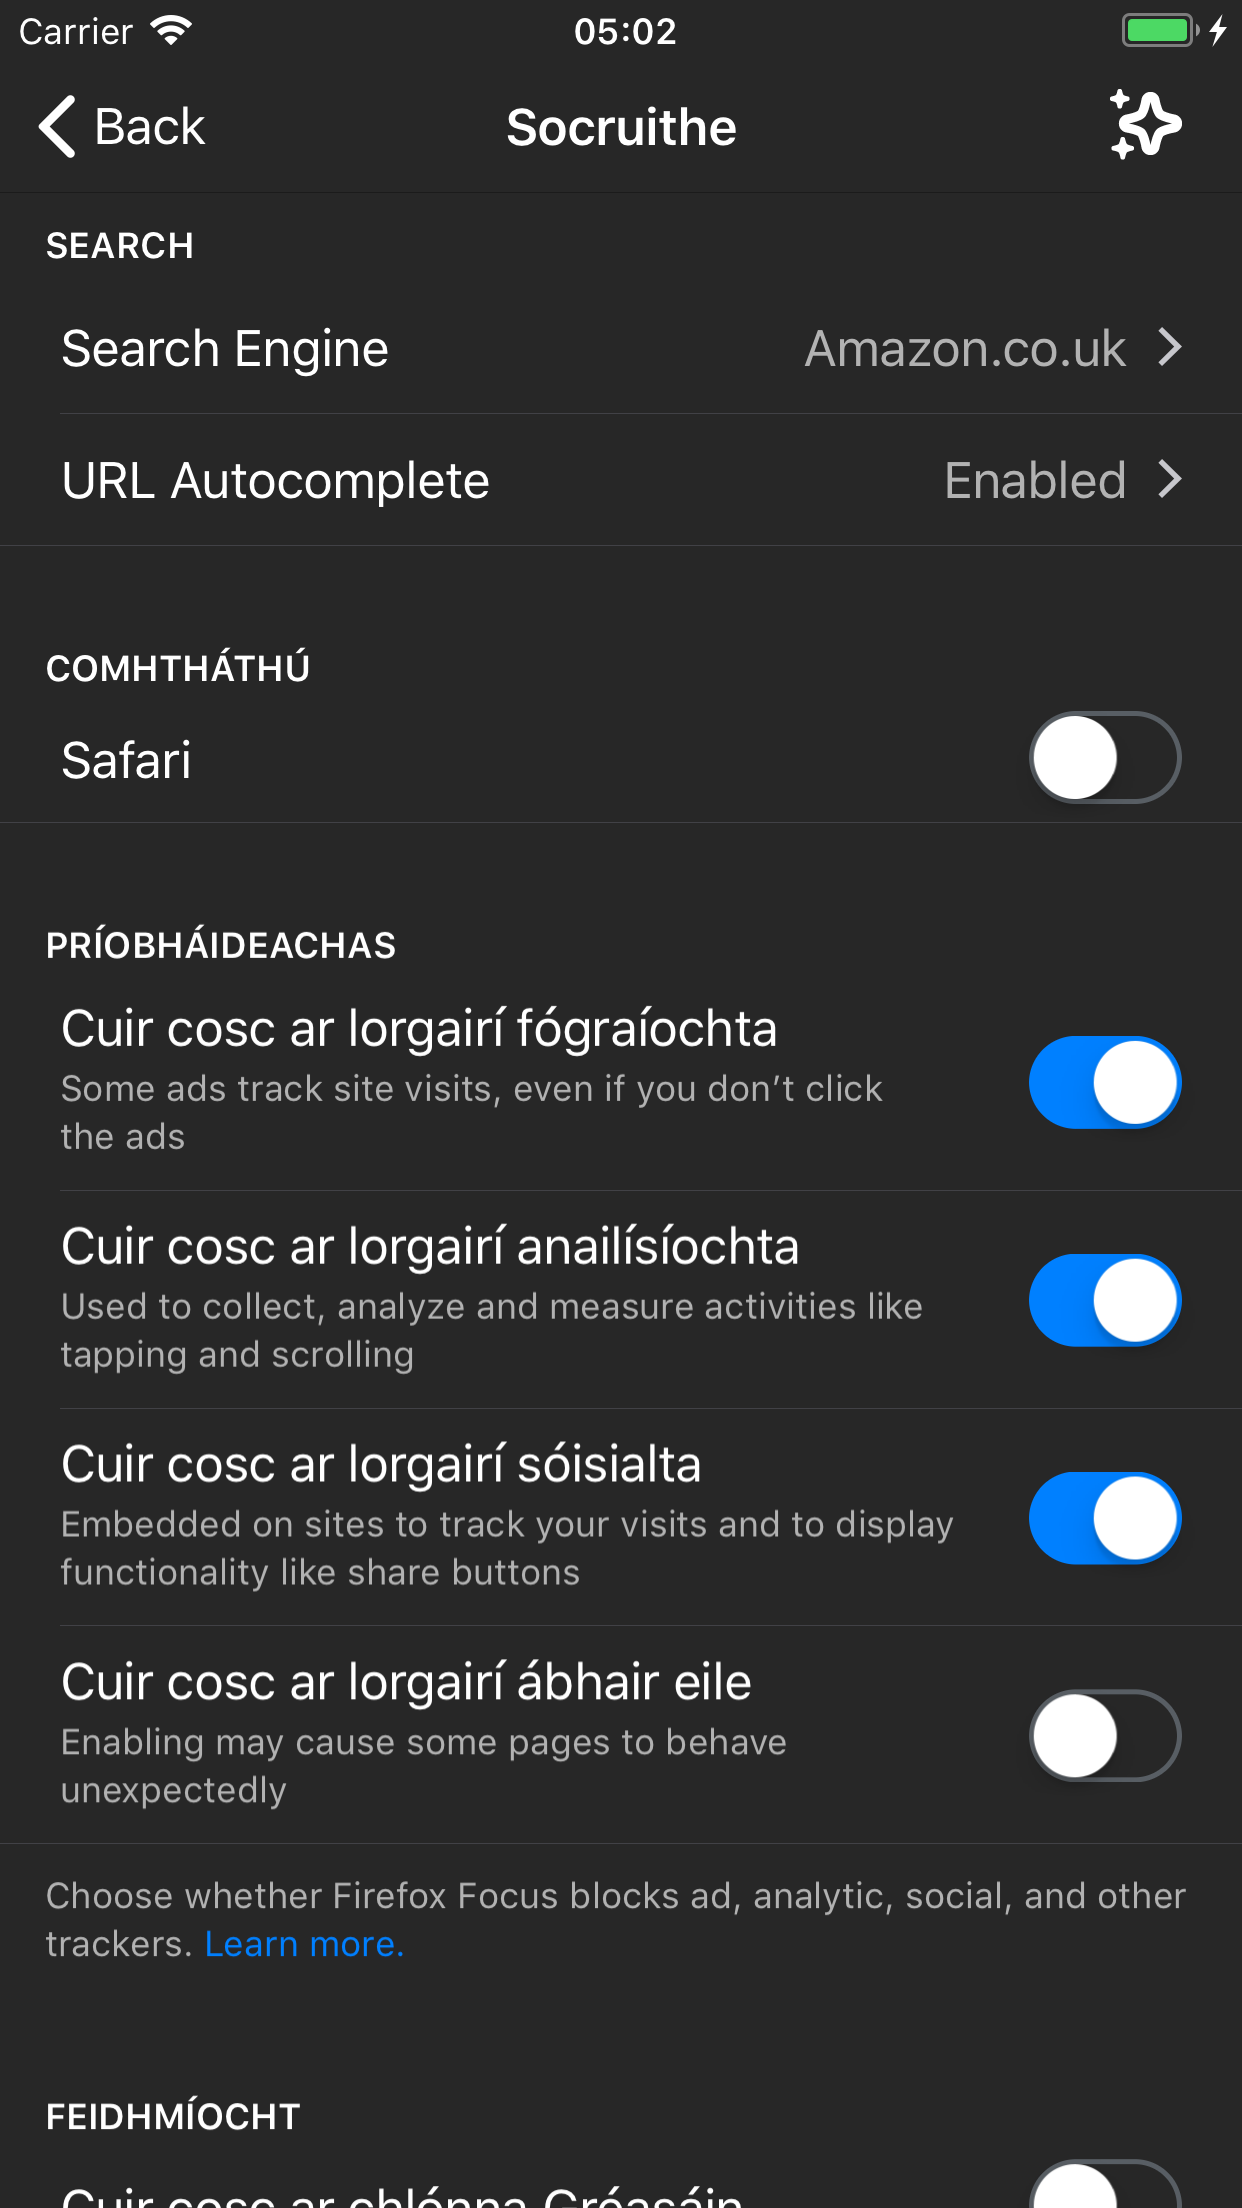 Carrier 05:02
Back Socruithe
SEARCH
Search Engine Amazon.co.uk
URL Autocomplete Enabled
COMHTHÁTHÚ
Safari
PRÍOBHÁIDEACHAS
Cuir cosc ar lorgairí fógraíochta
Some ads track site visits, even if you don’t click
the ads
Cuir cosc ar lorgairí anailísíochta
Used to collect, analyze and measure activities like
tapping and scrolling
Cuir cosc ar lorgairí sóisialta
Embedded on sites to track your visits and to display
functionality like share buttons
Cuir cosc ar lorgairí ábhair eile
Enabling may cause some pages to behave
unexpectedly
Choose whether Firefox Focus blocks ad, analytic, social, and other
trackers. Learn more.
FEIDHMÍOCHT
Cuir cosc ar chlónna Gréasáin